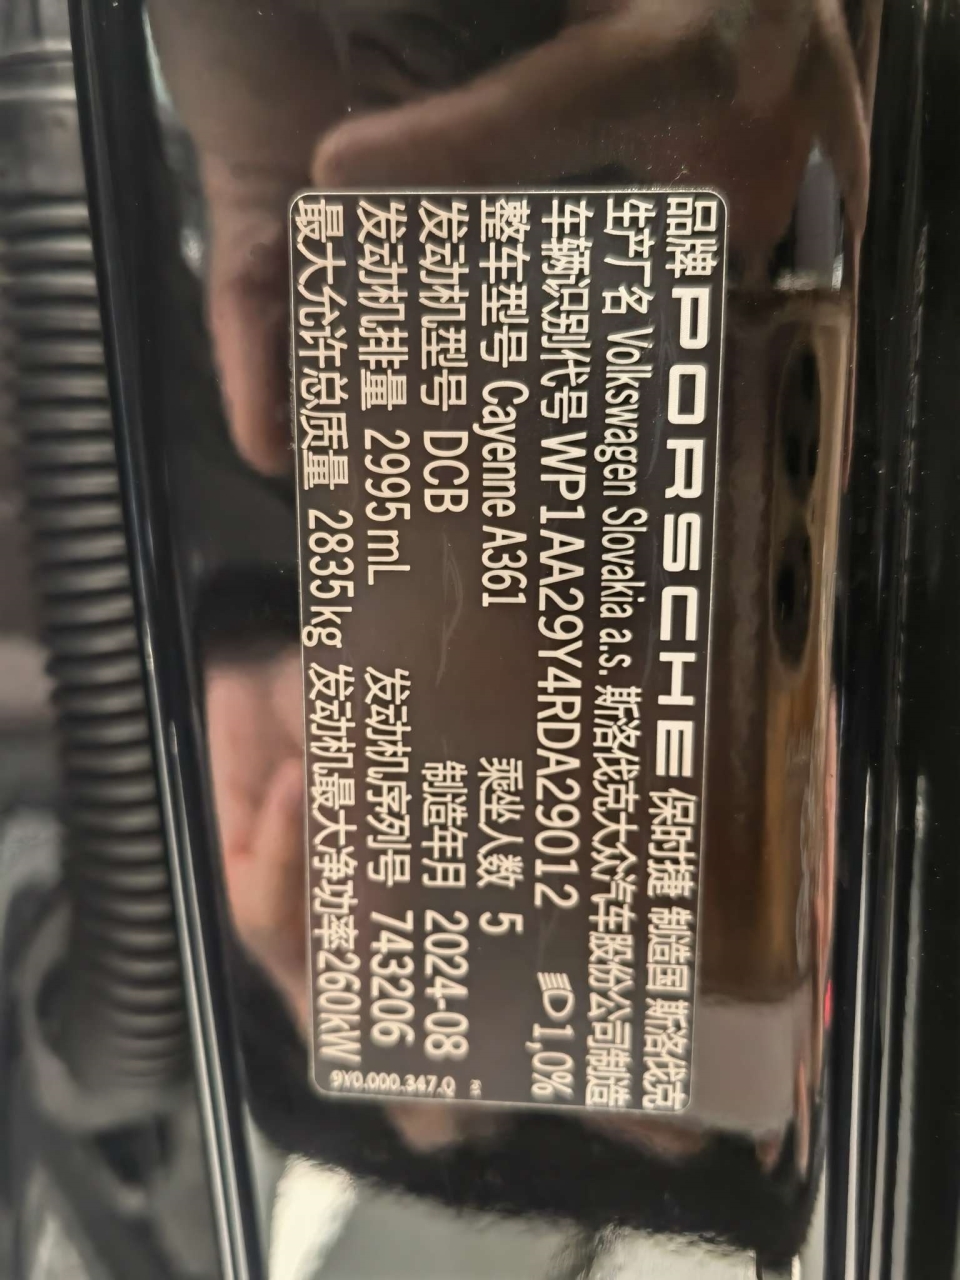 品牌 PORSCHE 保时捷 制造国 斯洛伐克
生产厂名 Volkswagen Slovakia a.s. 斯洛伐克大众汽车股份公司制造
车辆识别代号 WP1AA29Y4RDA29012 1,0%
整车型号 Cayenne A361 乘坐人数 5
发动机型号 DCB 制造年月 2024-08
发动机排量 2995mL 发动机序列号 743206
最大允许总质量 2835kg 发动机最大净功率260kW
9Y0.000.347.Q